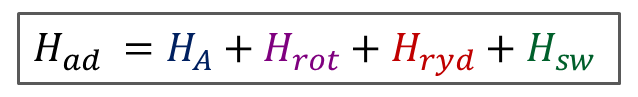 H_ad = H_A + H_rot + H_ryd + H_sw